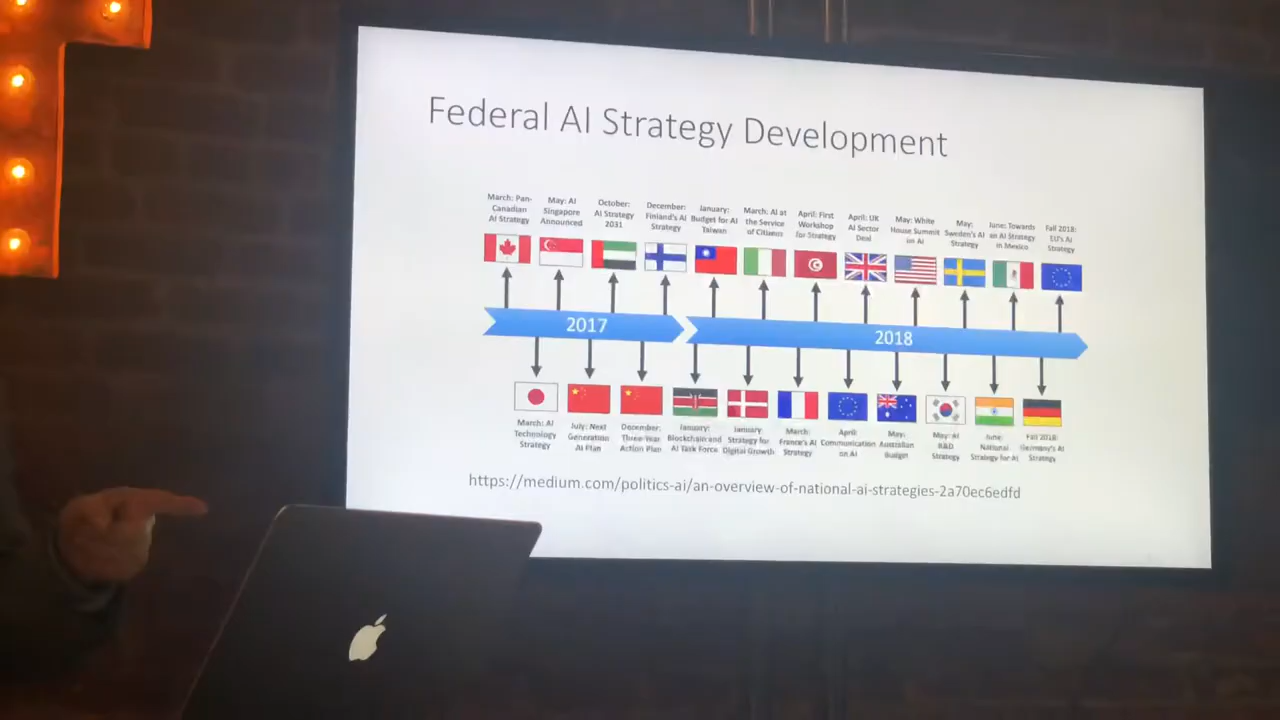 Federal AI Strategy Development
March: Pan-
Canadian
AI Strategy
May: AI
Singapore
Announced
October:
AI Strategy
2031
December:
Finland's AI
Strategy
January:
Budget for AI
Taiwan
March: AI at
the Service
of Citizens
April: First
Workshop
for Strategy
April: UK
AI Sector
Deal
May: White
House Summit
on AI
May:
Sweden's AI
Strategy
June: Towards
an AI Strategy
in Mexico
Fall 2018:
EU's AI
Strategy
2017
2018
March: AI
Technology
Strategy
July: Next
Generation
AI Plan
December:
Three-Year
Action Plan
January:
Blockchain and
AI Task Force
January:
Strategy for
Digital Growth
March:
France's AI
Strategy
April:
Communication
on AI
May:
Australian
Budget
May: AI
R&D
Strategy
June:
National
Strategy for AI
Fall 2018:
Germany's AI
Strategy
https://medium.com/politics-ai/an-overview-of-national-ai-strategies-2a70ec6edfd